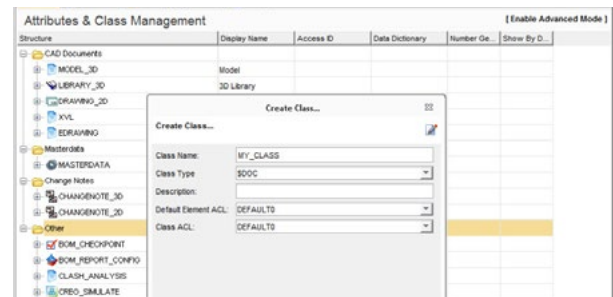 Attributes & Class Management
[ Enable Advanced Mode ]
Structure Display Name Access ID Data Dictionary Number Ge... Show By D...
CAD Documents
MODEL_3D Model
LIBRARY_3D 3D Library
DRAWING_2D
XVL
EDRAWING
Masterdata
MASTERDATA
Change Notes
CHANGENOTE_3D
CHANGENOTE_2D
Other
BOM_CHECKPOINT
BOM_REPORT_CONFIG
CLASH_ANALYSIS
CREO_SIMULATE
Create Class...
Create Class...
Class Name: MY_CLASS
Class Type $DOC
Description:
Default Element ACL: DEFAULT0
Class ACL: DEFAULT0